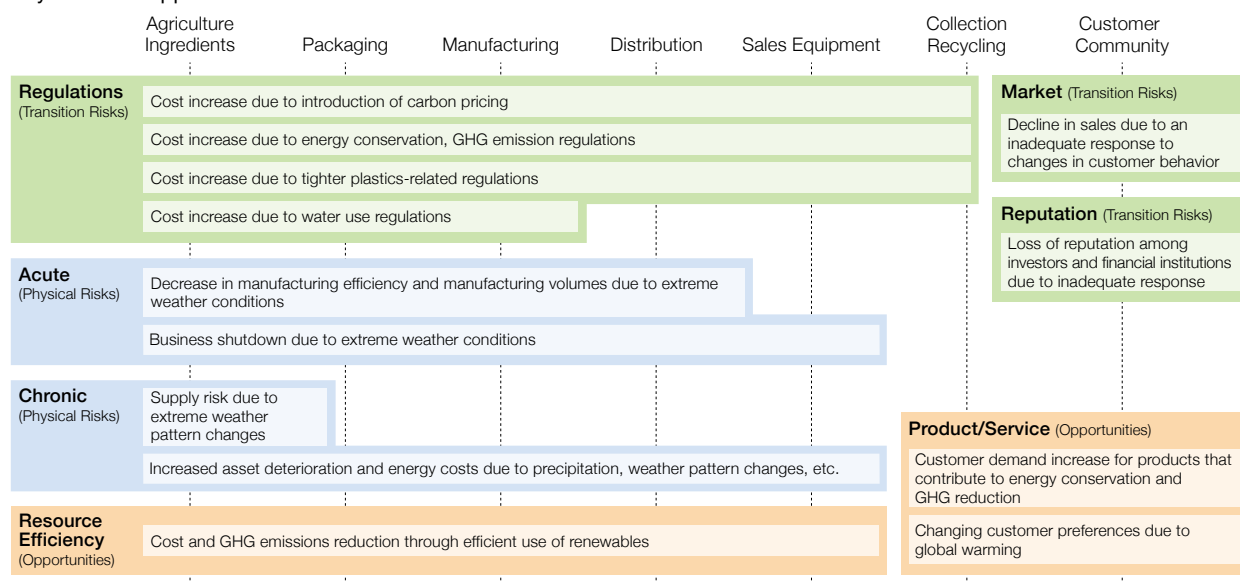 Agriculture
Ingredients
Packaging
Manufacturing
Distribution
Sales Equipment
Collection
Recycling
Customer
Community
Regulations
(Transition Risks)
Cost increase due to introduction of carbon pricing
Cost increase due to energy conservation, GHG emission regulations
Cost increase due to tighter plastics-related regulations
Cost increase due to water use regulations
Market (Transition Risks)
Decline in sales due to an
inadequate response to
changes in customer behavior
Reputation (Transition Risks)
Loss of reputation among
investors and financial institutions
due to inadequate response
Acute
(Physical Risks)
Decrease in manufacturing efficiency and manufacturing volumes due to extreme
weather conditions
Business shutdown due to extreme weather conditions
Chronic
(Physical Risks)
Supply risk due to
extreme weather
pattern changes
Increased asset deterioration and energy costs due to precipitation, weather pattern changes, etc.
Product/Service (Opportunities)
Customer demand increase for products that
contribute to energy conservation and
GHG reduction
Changing customer preferences due to
global warming
Resource
Efficiency
(Opportunities)
Cost and GHG emissions reduction through efficient use of renewables